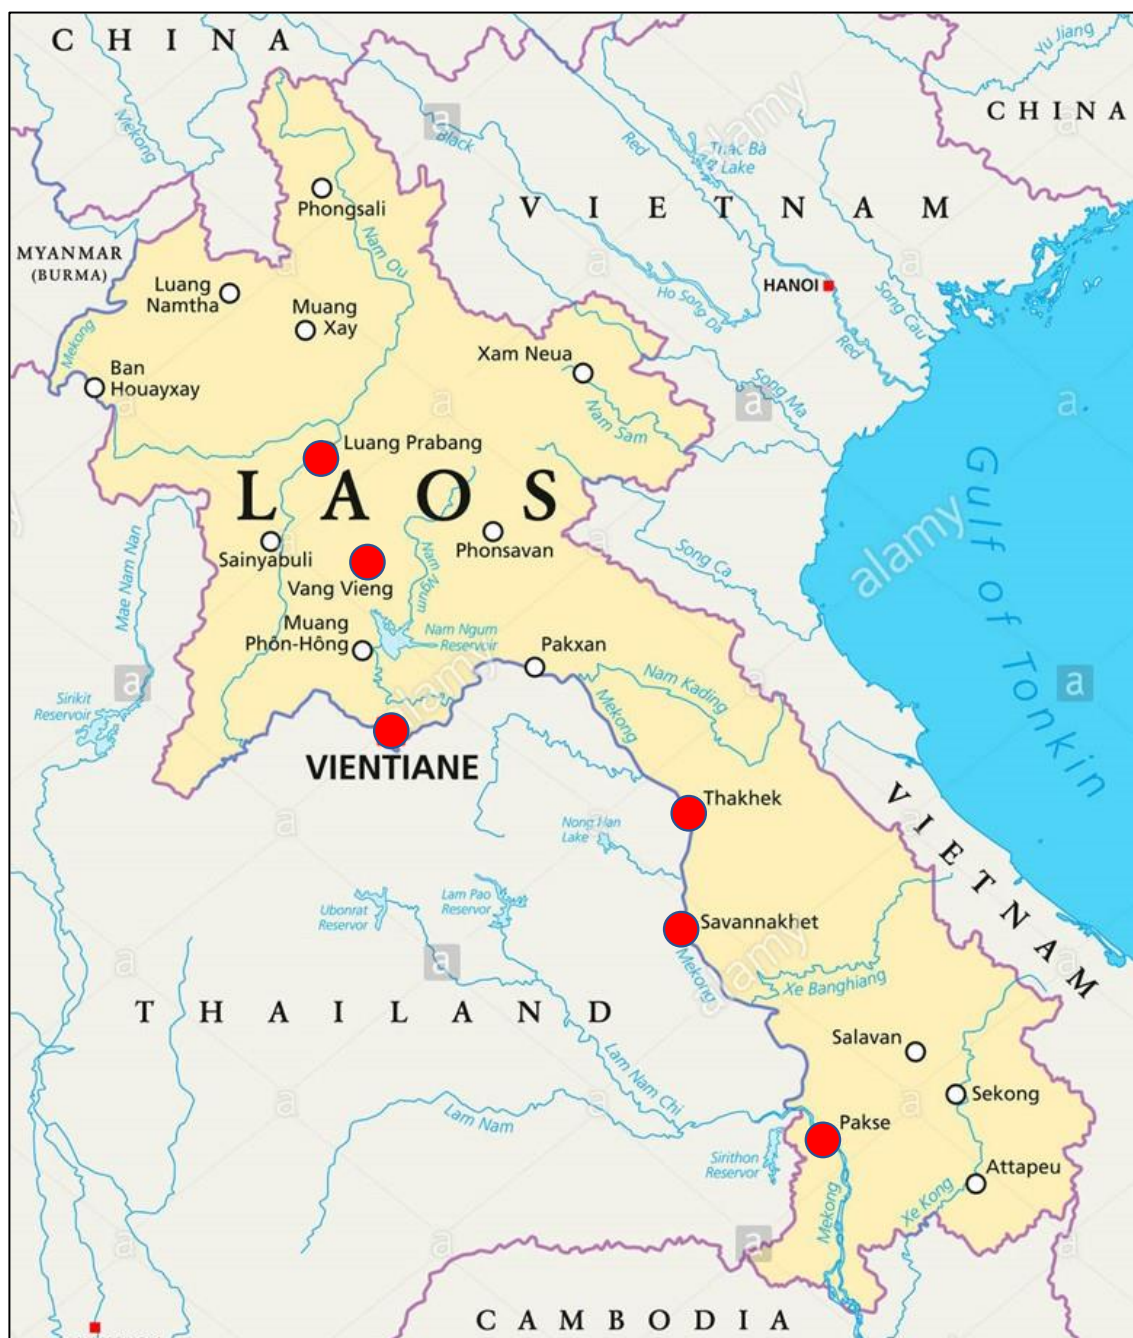 CHINA
Yu Jiang
CHINA
Mekong
Black
Red
Thác Bà
Lake
VIETNAM
Phongsali
MYANMAR
(BURMA)
Nam Ou
Luang
Namtha
Muang
Xay
HANOI
Ho Song Da
Song Cau
Red
Mekong
Ban
Houayxay
Xam Neua
Song Ma
Nam Sam
Luang Prabang
LAOS
Gulf of Tonkin
Mae Nam Nan
Sainyabuli
Phonsavan
Nam Ngum
Song Ca
Vang Vieng
Muang
Phôn-Hông
Nam Ngum
Reservoir
Pakxan
Nam Kading
Mekong
Sirikit
Reservoir
VIENTIANE
Thakhek
VIETNAM
Nong Han
Lake
Ubonrat
Reservoir
Lam Pao
Reservoir
Savannakhet
Mekong
Xe Banghiang
THAILAND
Salavan
Sekong
Lam Nam Chi
Lam Nam
Pakse
Sirithon
Reservoir
Attapeu
Xe Kong
Mekong
CAMBODIA
alamy
alamy
alamy
alamy
a
a
a
a
a
a